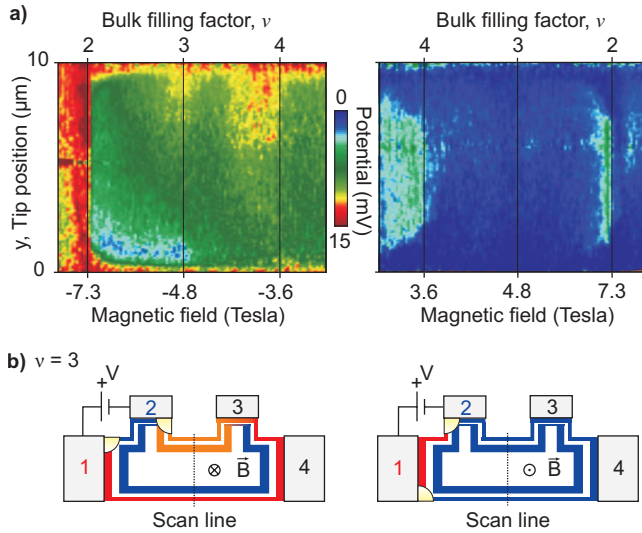 a)
Bulk filling factor, ν
2 3 4
Bulk filling factor, ν
4 3 2
10
y, Tip position (µm)
0
0
Potential (mV)
15
-7.3 -4.8 -3.6
Magnetic field (Tesla)
3.6 4.8 7.3
Magnetic field (Tesla)
b) ν = 3
+V
2
3
1
⊗ B⃗
4
Scan line
+V
2
3
1
⊙ B⃗
4
Scan line